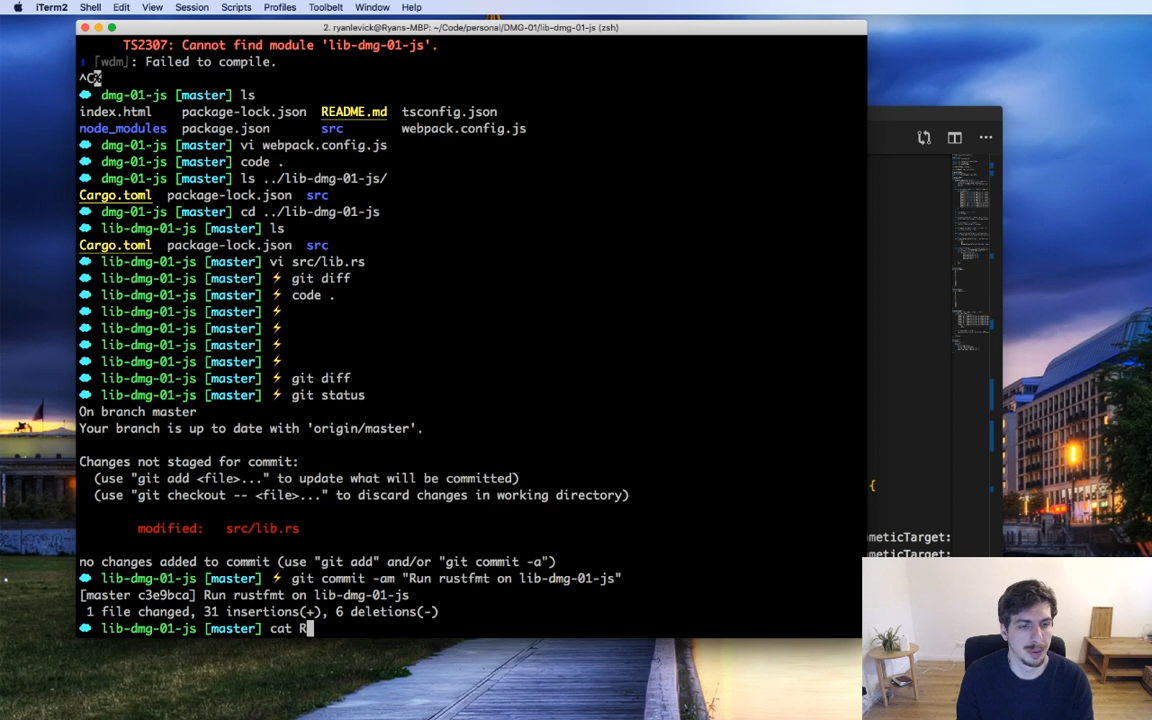 iTerm2 Shell Edit View Session Scripts Profiles Toolbelt Window Help
2. ryanlevick@Ryans-MBP: ~/Code/personal/DMG-01/lib-dmg-01-js (zsh)
TS2307: Cannot find module 'lib-dmg-01-js'.
「wdm」: Failed to compile.
^C%
dmg-01-js [master] ls
index.html package-lock.json README.md tsconfig.json
node_modules package.json src webpack.config.js
dmg-01-js [master] vi webpack.config.js
dmg-01-js [master] code .
dmg-01-js [master] ls ../lib-dmg-01-js/
Cargo.toml package-lock.json src
dmg-01-js [master] cd ../lib-dmg-01-js
lib-dmg-01-js [master] ls
Cargo.toml package-lock.json src
lib-dmg-01-js [master] vi src/lib.rs
lib-dmg-01-js [master] ⚡ git diff
lib-dmg-01-js [master] ⚡ code .
lib-dmg-01-js [master] ⚡
lib-dmg-01-js [master] ⚡
lib-dmg-01-js [master] ⚡
lib-dmg-01-js [master] ⚡
lib-dmg-01-js [master] ⚡ git diff
lib-dmg-01-js [master] ⚡ git status
On branch master
Your branch is up to date with 'origin/master'.
Changes not staged for commit:
(use "git add <file>..." to update what will be committed)
(use "git checkout -- <file>..." to discard changes in working directory)
modified: src/lib.rs
no changes added to commit (use "git add" and/or "git commit -a")
lib-dmg-01-js [master] ⚡ git commit -am "Run rustfmt on lib-dmg-01-js"
[master c3e9bca] Run rustfmt on lib-dmg-01-js
1 file changed, 31 insertions(+), 6 deletions(-)
lib-dmg-01-js [master] cat R
{
ameticTarget:
ameticTarget: